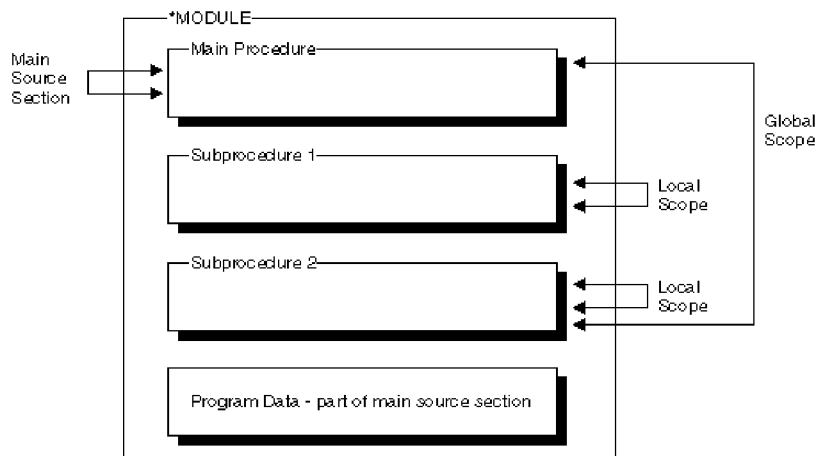 *MODULE
Main Procedure
Main
Source
Section
Global
Scope
Subprocedure 1
Local
Scope
Subprocedure 2
Local
Scope
Program Data - part of main source section